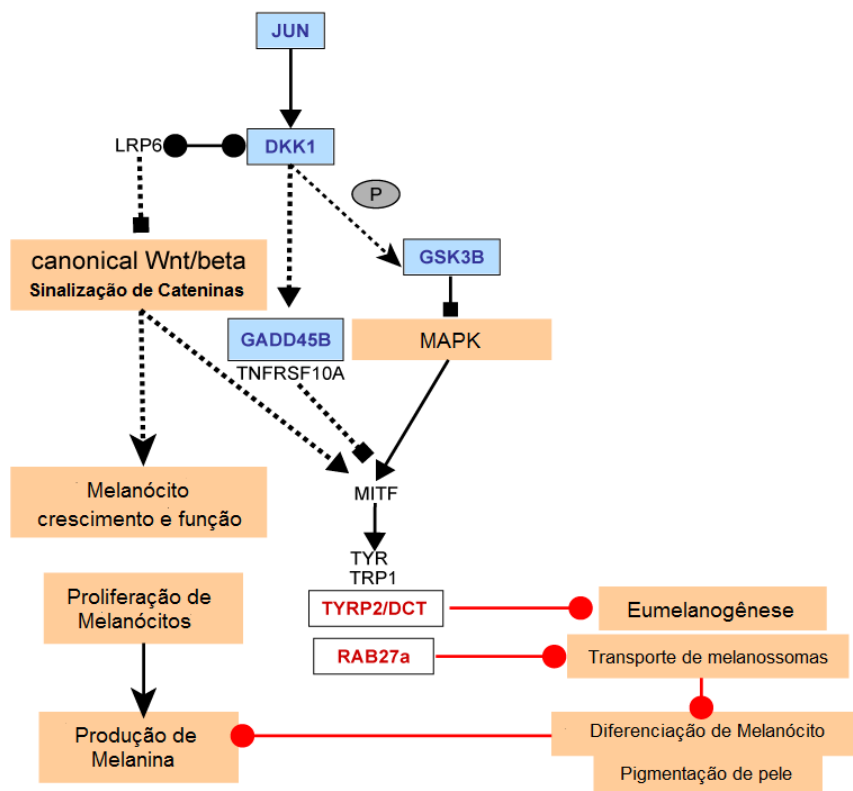 JUN
LRP6
DKK1
P
canonical Wnt/beta
Sinalização de Cateninas
GSK3B
GADD45B
TNFRSF10A
MAPK
Melanócito
crescimento e função
MITF
TYR
TRP1
Proliferação de
Melanócitos
TYRP2/DCT
Eumelanogênese
RAB27a
Transporte de melanossomas
Produção de
Melanina
Diferenciação de Melanócito
Pigmentação de pele